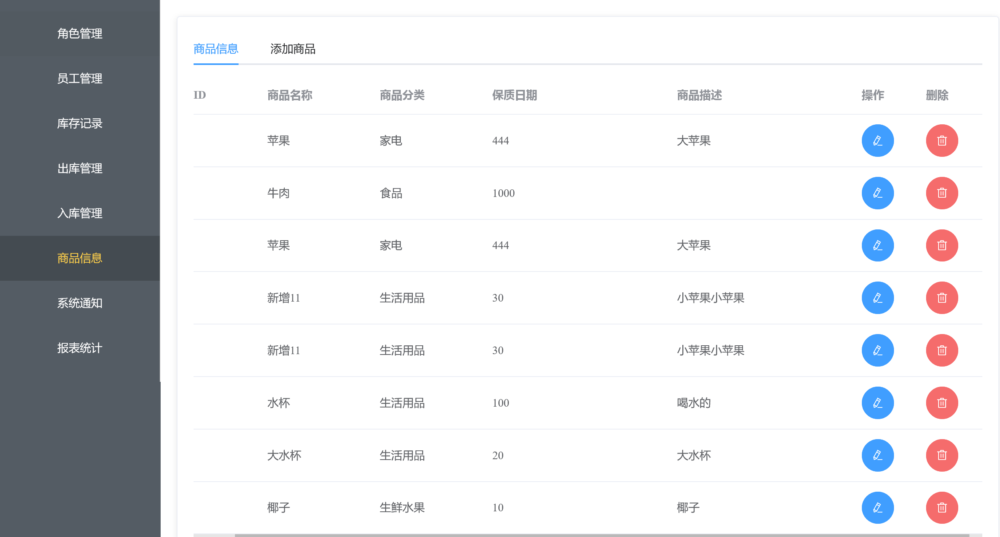 角色管理
员工管理
库存记录
出库管理
入库管理
商品信息
系统通知
报表统计
商品信息 添加商品
ID 商品名称 商品分类 保质日期 商品描述 操作 删除
苹果 家电 444 大苹果
牛肉 食品 1000
苹果 家电 444 大苹果
新增11 生活用品 30 小苹果小苹果
新增11 生活用品 30 小苹果小苹果
水杯 生活用品 100 喝水的
大水杯 生活用品 20 大水杯
椰子 生鲜水果 10 椰子